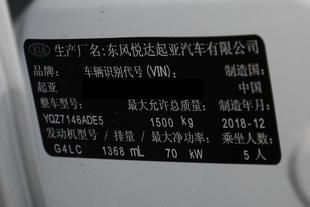 KIA 生产厂名:东风悦达起亚汽车有限公司
品牌: 车辆识别代号(VIN): 制造国:
起亚 中国
整车型号: 最大允许总质量: 制造年月:
YQZ7146ADE5 1500 kg 2018-12
发动机型号/排量/最大净功率: 乘坐人数:
G4LC 1368 mL 70 kW 5人